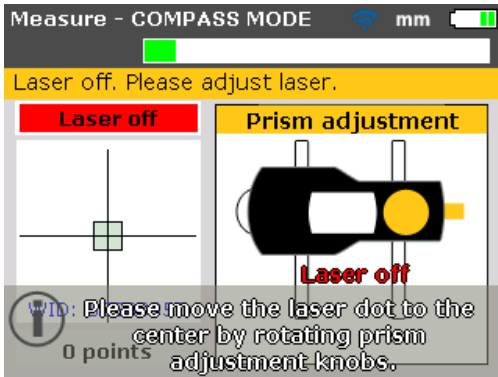 Measure - COMPASS MODE mm
Laser off. Please adjust laser.
Laser off
Prism adjustment
Laser off
WID:
Please move the laser dot to the
center by rotating prism
adjustment knobs.
0 points